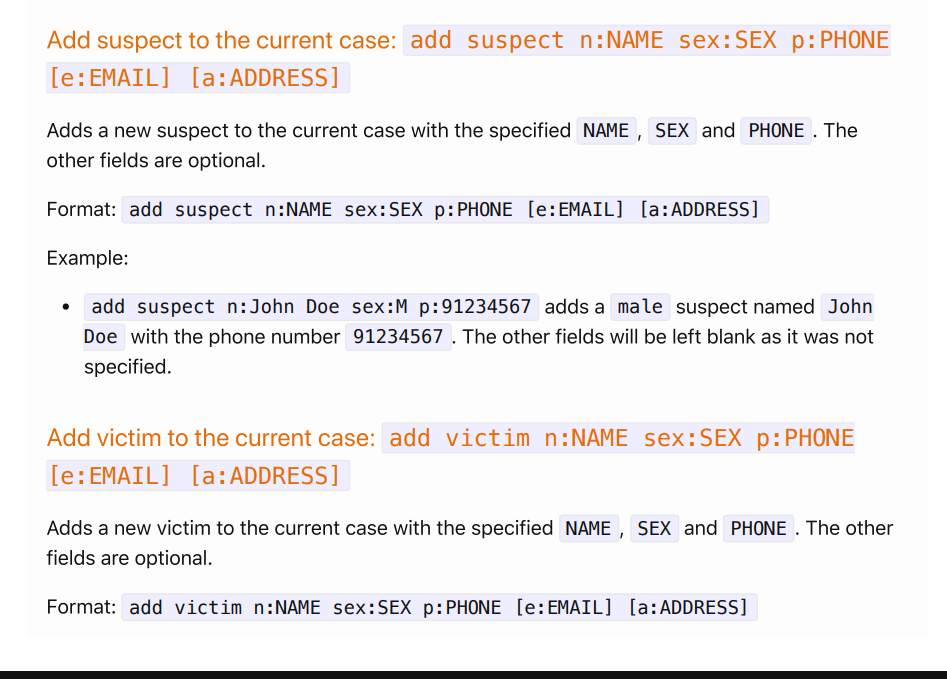 Add suspect to the current case: add suspect n:NAME sex:SEX p:PHONE
[e:EMAIL] [a:ADDRESS]
Adds a new suspect to the current case with the specified NAME , SEX and PHONE . The
other fields are optional.
Format: add suspect n:NAME sex:SEX p:PHONE [e:EMAIL] [a:ADDRESS]
Example:
• add suspect n:John Doe sex:M p:91234567 adds a male suspect named John
Doe with the phone number 91234567 . The other fields will be left blank as it was not
specified.
Add victim to the current case: add victim n:NAME sex:SEX p:PHONE
[e:EMAIL] [a:ADDRESS]
Adds a new victim to the current case with the specified NAME , SEX and PHONE . The other
fields are optional.
Format: add victim n:NAME sex:SEX p:PHONE [e:EMAIL] [a:ADDRESS]